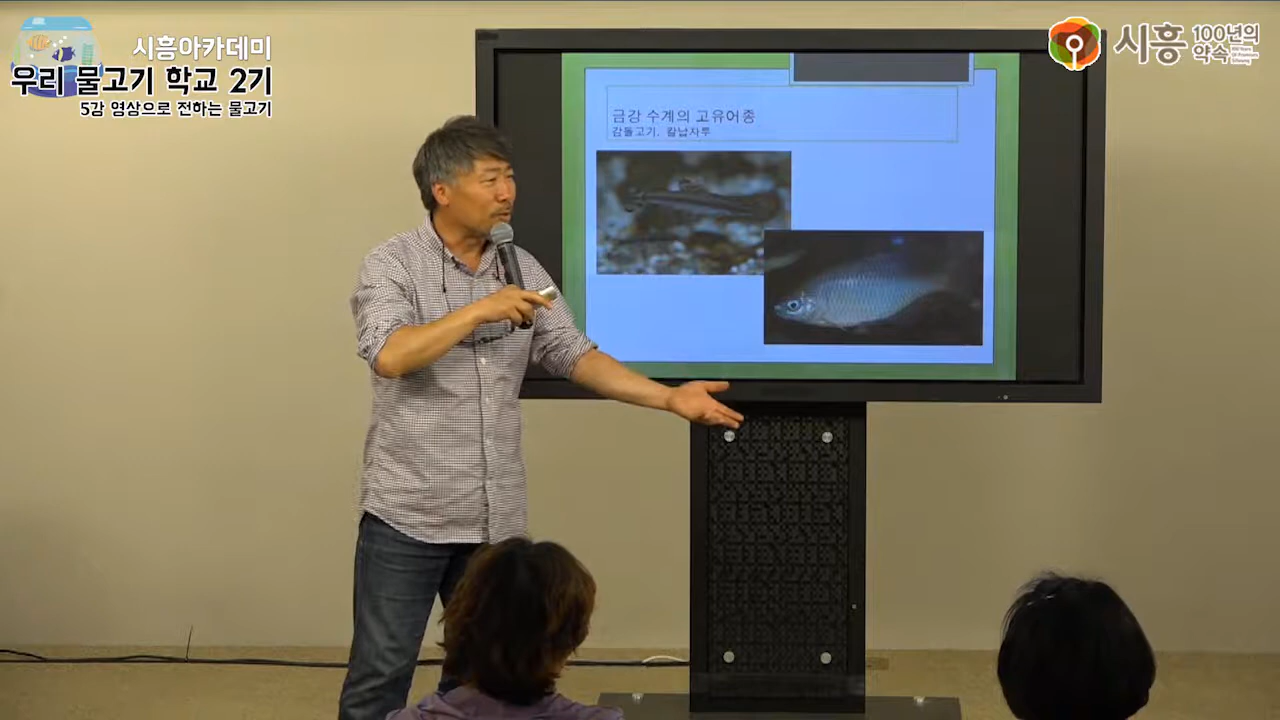 시흥아카데미
우리 물고기 학교 2기
5강 영상으로 전하는 물고기
시흥 100년의 약속
금강 수계의 고유어종
감돌고기, 칼납자루